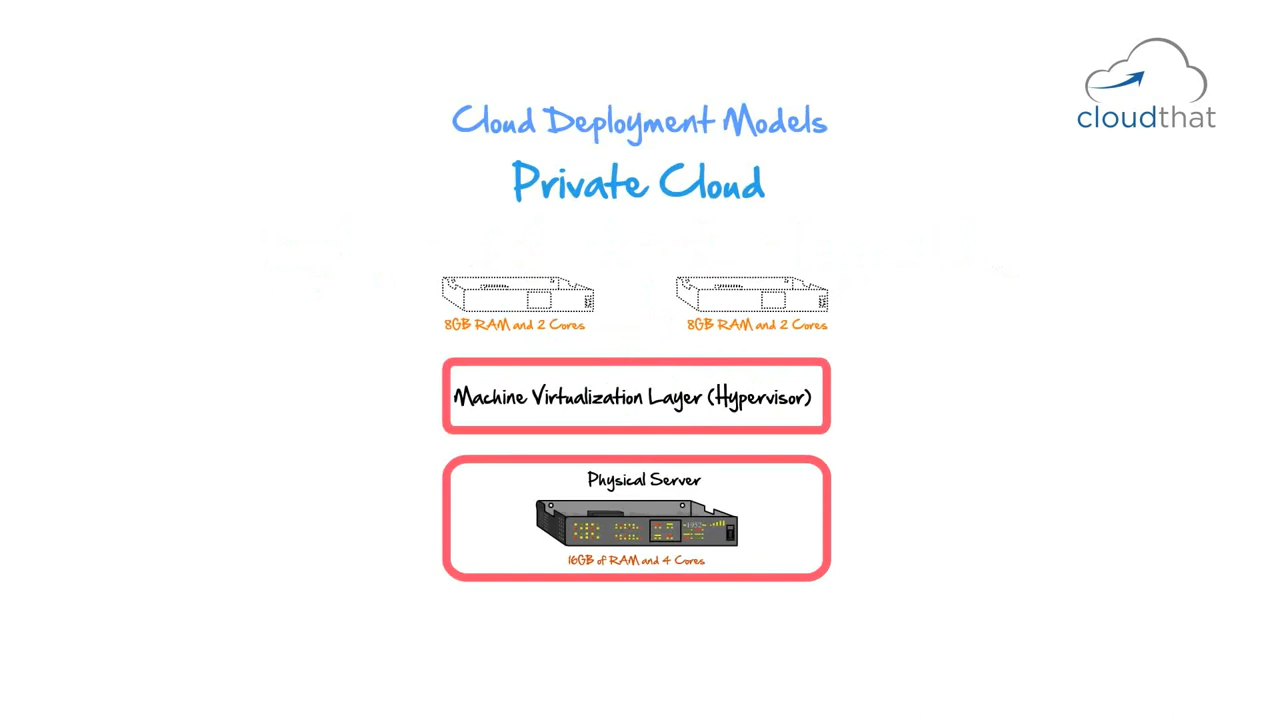 cloudthat
Cloud Deployment Models
Private Cloud
8GB RAM and 2 Cores
8GB RAM and 2 Cores
Machine Virtualization Layer (Hypervisor)
Physical Server
1932
16GB of RAM and 4 Cores